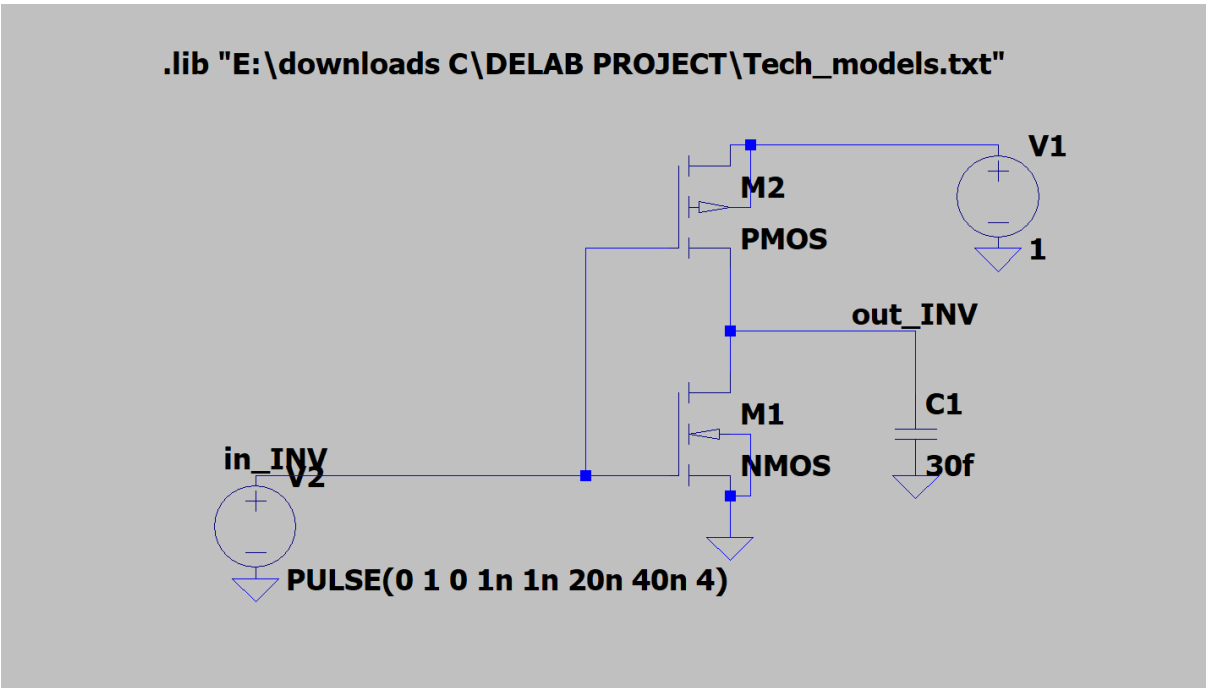 .lib "E:\downloads C\DELAB PROJECT\Tech_models.txt"
V1
M2
PMOS
1
out_INV
C1
M1
in_INV
V2
NMOS
30f
PULSE(0 1 0 1n 1n 20n 40n 4)